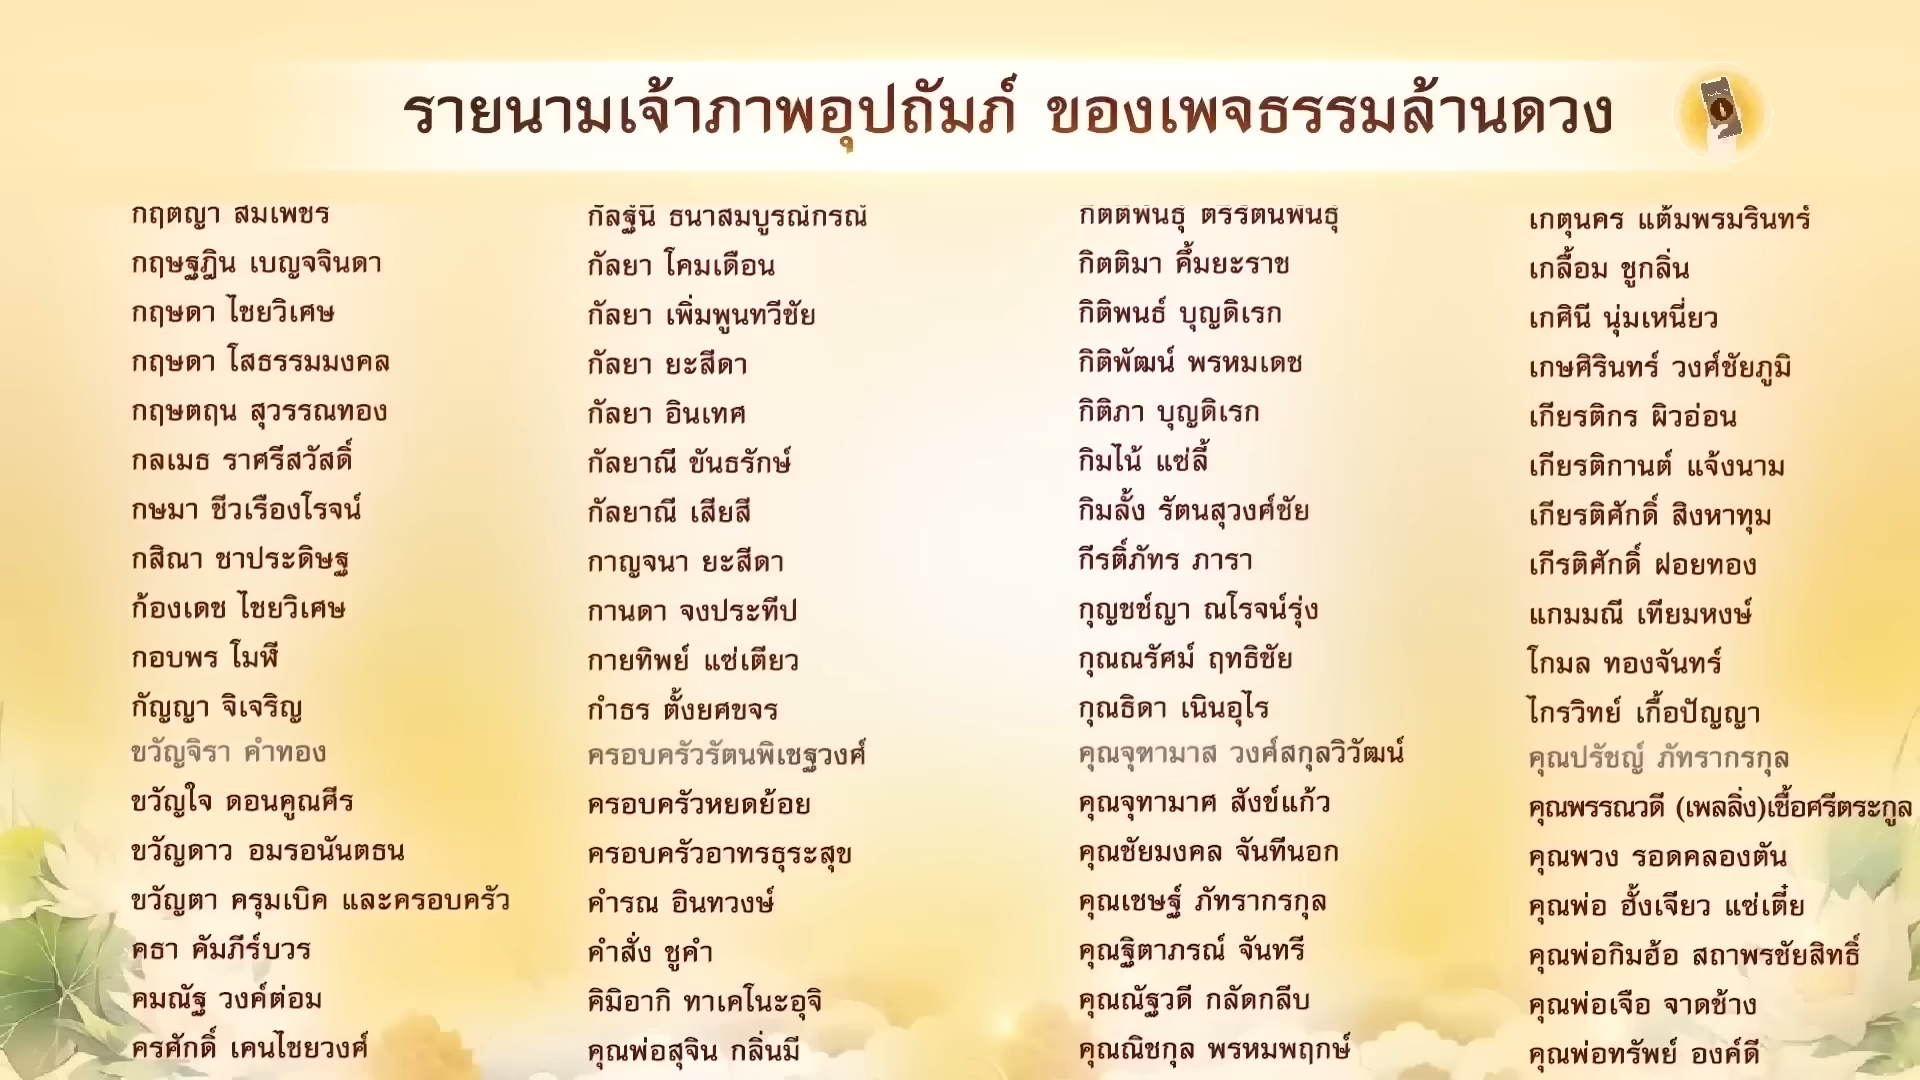 รายนามเจ้าภาพอุปถัมภ์ ของเพจธรรมล้านดวง
กฤตญา สมเพชร
กฤษฐฎิน เบญจจินดา
กฤษดา ไชยวิเศษ
กฤษดา โสธรรมมงคล
กฤษตฤน สุวรรณทอง
กลเมธ ราศรีสวัสดิ์
กษมา ชีวเรืองโรจน์
กสิณา ชาประดิษฐ
ก้องเดช ไชยวิเศษ
กอบพร โมฬี
กัญญา จิเจริญ
ขวัญจิรา คำทอง
ขวัญใจ ดอนคูณศีร
ขวัญดาว อมรอนันตธน
ขวัญตา ครุมเบิค และครอบครัว
คธา คัมภีร์บวร
คมณัฐ วงค์ต่อม
ครศักดิ์ เคนไชยวงศ์
กัลฐ์นี ธนาสมบูรณ์กรณ์
กัลยา โคมเดือน
กัลยา เพิ่มพูนทวีชัย
กัลยา ยะสีดา
กัลยา อินเทศ
กัลยาณี ขันธรักษ์
กัลยาณี เสียสี
กาญจนา ยะสีดา
กานดา จงประทีป
กายทิพย์ แซ่เตียว
กำธร ตั้งยศขจร
ครอบครัวรัตนพิเชฐวงศ์
ครอบครัวหยดย้อย
ครอบครัวอาทรธุระสุข
คำรณ อินทวงษ์
คำสั่ง ชูคำ
คิมิอากิ ทาเคโนะอุจิ
คุณพ่อสุจิน กลิ่นมี
กิตติพันธุ์ ตรีรัตนพันธุ์
กิตติมา คึ้มยะราช
กิติพนธ์ บุญดิเรก
กิติพัฒน์ พรหมเดช
กิติภา บุญดิเรก
กิมไน้ แซ่ลี้
กิมลั้ง รัตนสุวงศ์ชัย
กีรติ์ภัทร ภารา
กุญชช์ญา ณโรจน์รุ่ง
กุณณรัศม์ ฤทธิชัย
กุณธิดา เนินอุไร
คุณจุฑามาส วงศ์สกุลวิวัฒน์
คุณจุทามาศ สังข์แก้ว
คุณชัยมงคล จันทีนอก
คุณเชษฐ์ ภัทรากรกุล
คุณฐิตาภรณ์ จันทรี
คุณณัฐวดี กลัดกลีบ
คุณณิชกุล พรหมพฤกษ์
เกตุนคร แต้มพรมรินทร์
เกลื้อม ชูกลิ่น
เกศินี นุ่มเหนี่ยว
เกษศิรินทร์ วงศ์ชัยภูมิ
เกียรติกร ผิวอ่อน
เกียรติกานต์ แจ้งนาม
เกียรติศักดิ์ สิงหาทุม
เกีรติศักดิ์ ฝอยทอง
แกมมณี เทียมหงษ์
โกมล ทองจันทร์
ไกรวิทย์ เกื้อปัญญา
คุณปรัชญ์ ภัทรากรกุล
คุณพรรณวดี (เพลลิ่ง)เชื้อศรีตระกูล
คุณพวง รอดคลองตัน
คุณพ่อ ฮั้งเจียว แซ่เตี๋ย
คุณพ่อกิมฮ้อ สถาพรชัยสิทธิ์
คุณพ่อเจือ จาดช้าง
คุณพ่อทรัพย์ องค์ดี